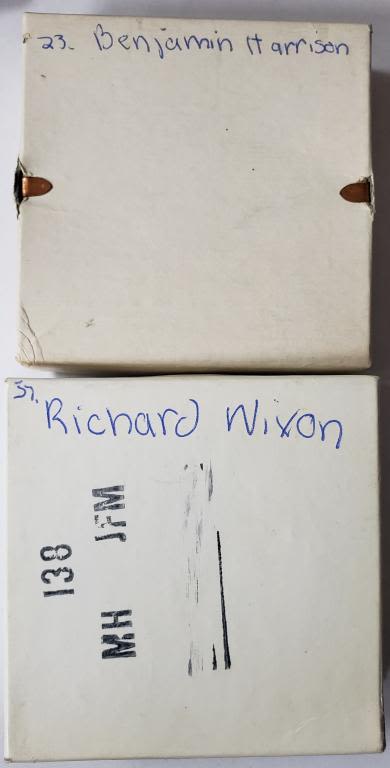 23. Benjamin Harrison
37.
Richard Nixon
138
MH JFM